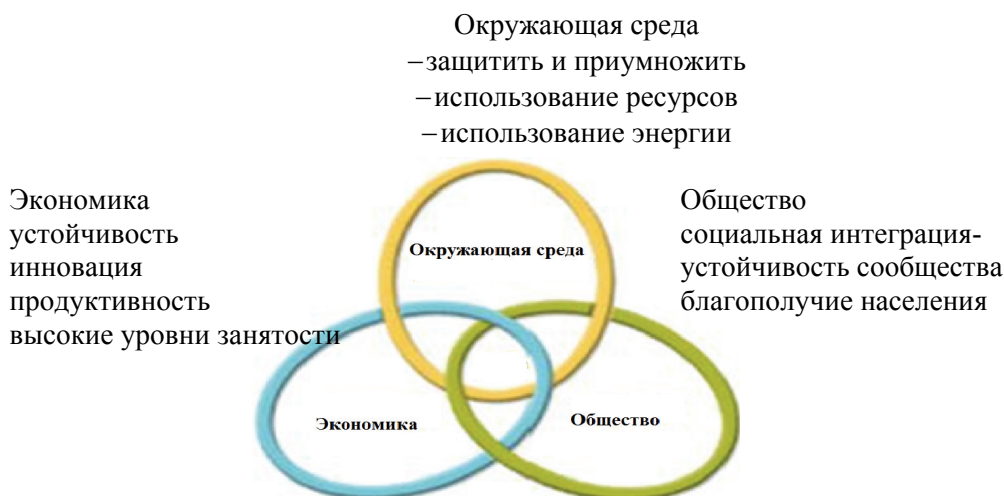 Окружающая среда
–защитить и приумножить
–использование ресурсов
–использование энергии
Экономика
устойчивость
инновация
продуктивность
высокие уровни занятости
Общество
социальная интеграция-
устойчивость сообщества
благополучие населения
Окружающая среда
Экономика
Общество